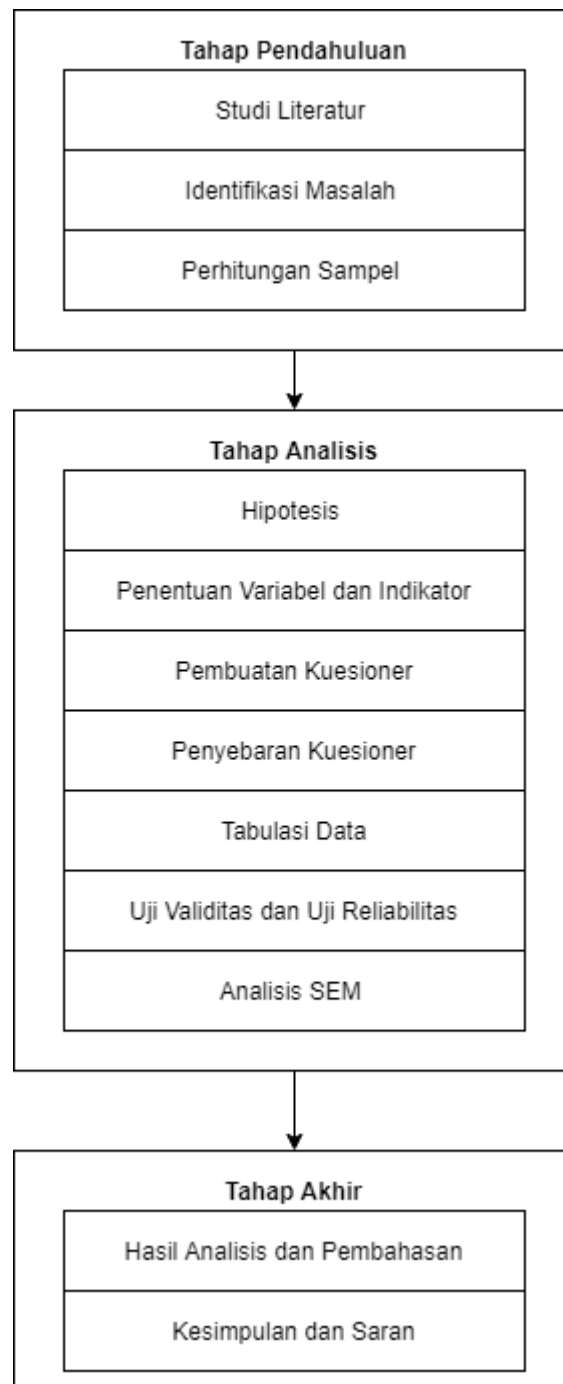 Tahap Pendahuluan
Studi Literatur
Identifikasi Masalah
Perhitungan Sampel
Tahap Analisis
Hipotesis
Penentuan Variabel dan Indikator
Pembuatan Kuesioner
Penyebaran Kuesioner
Tabulasi Data
Uji Validitas dan Uji Reliabilitas
Analisis SEM
Tahap Akhir
Hasil Analisis dan Pembahasan
Kesimpulan dan Saran